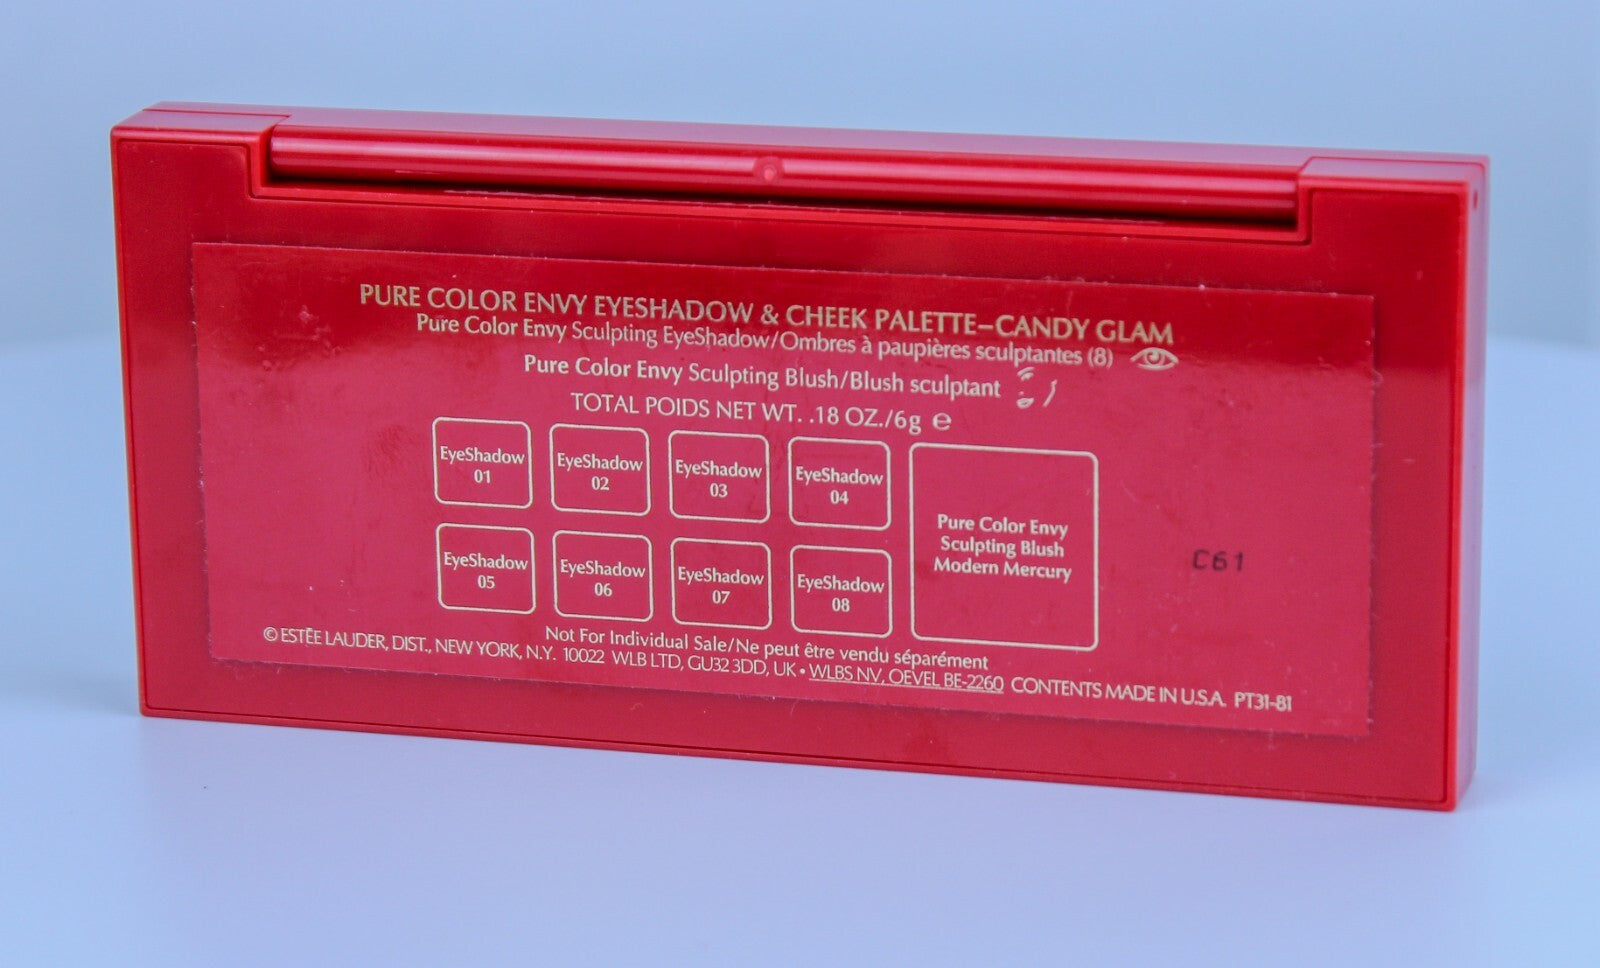 PURE COLOR ENVY EYESHADOW & CHEEK PALETTE–CANDY GLAM
Pure Color Envy Sculpting EyeShadow/Ombres à paupières sculptantes (8)
Pure Color Envy Sculpting Blush/Blush sculptant
TOTAL POIDS NET WT. .18 OZ./6g ℮
EyeShadow
01
EyeShadow
02
EyeShadow
03
EyeShadow
04
EyeShadow
05
EyeShadow
06
EyeShadow
07
EyeShadow
08
Pure Color Envy
Sculpting Blush
Modern Mercury
C61
Not For Individual Sale/Ne peut être vendu séparément
© ESTĒE LAUDER, DIST., NEW YORK, N.Y. 10022 WLB LTD, GU32 3DD, UK • WLBS NV, OEVEL BE-2260 CONTENTS MADE IN U.S.A. PT31-81